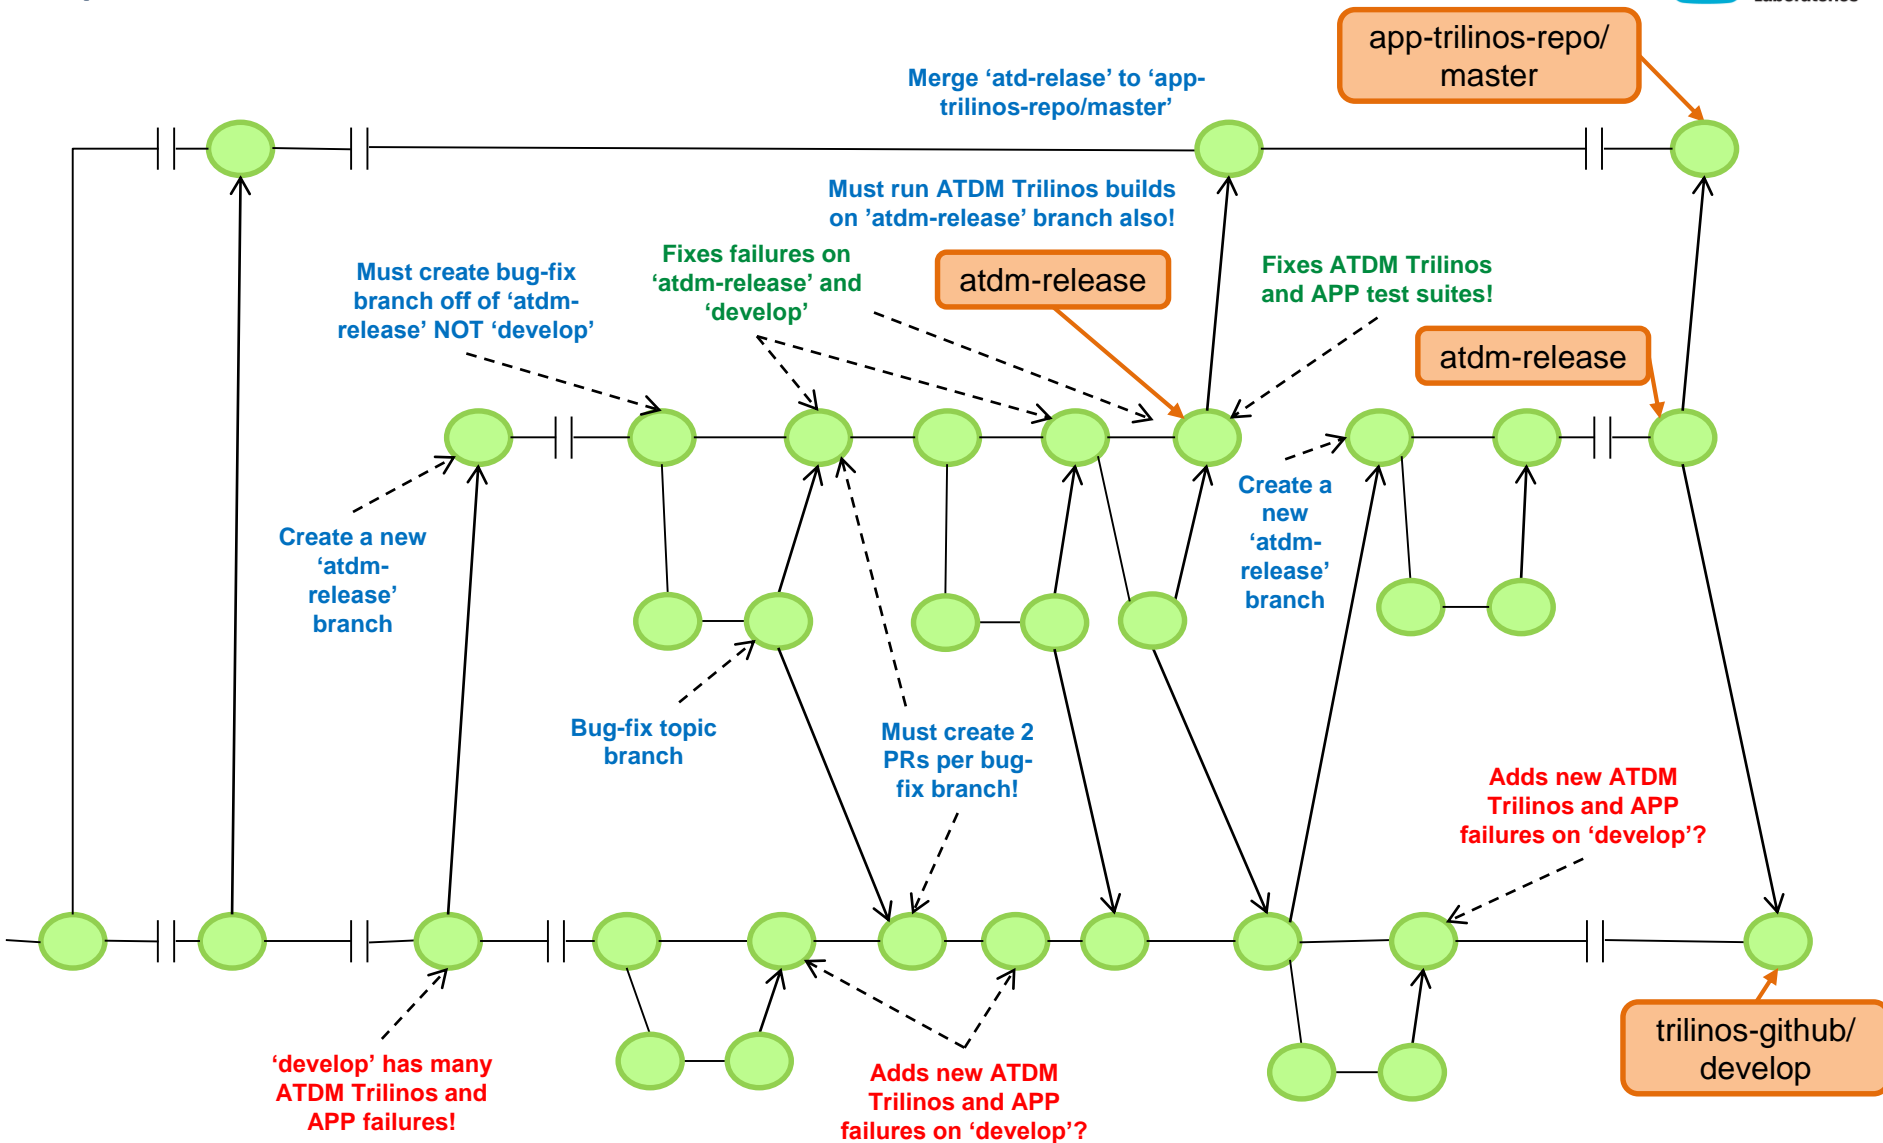 app-trilinos-repo/
master
Merge ‘atd-relase’ to ‘app-
trilinos-repo/master’
Must run ATDM Trilinos builds
on ’atdm-release’ branch also!
Fixes failures on
‘atdm-release’ and
‘develop’
Must create bug-fix
branch off of ‘atdm-
release’ NOT ‘develop’
atdm-release
Fixes ATDM Trilinos
and APP test suites!
atdm-release
Create a new
‘atdm-
release’
branch
Create a
new
‘atdm-
release’
branch
Bug-fix topic
branch
Must create 2
PRs per bug-
fix branch!
Adds new ATDM
Trilinos and APP
failures on ‘develop’?
‘develop’ has many
ATDM Trilinos and
APP failures!
Adds new ATDM
Trilinos and APP
failures on ‘develop’?
trilinos-github/
develop